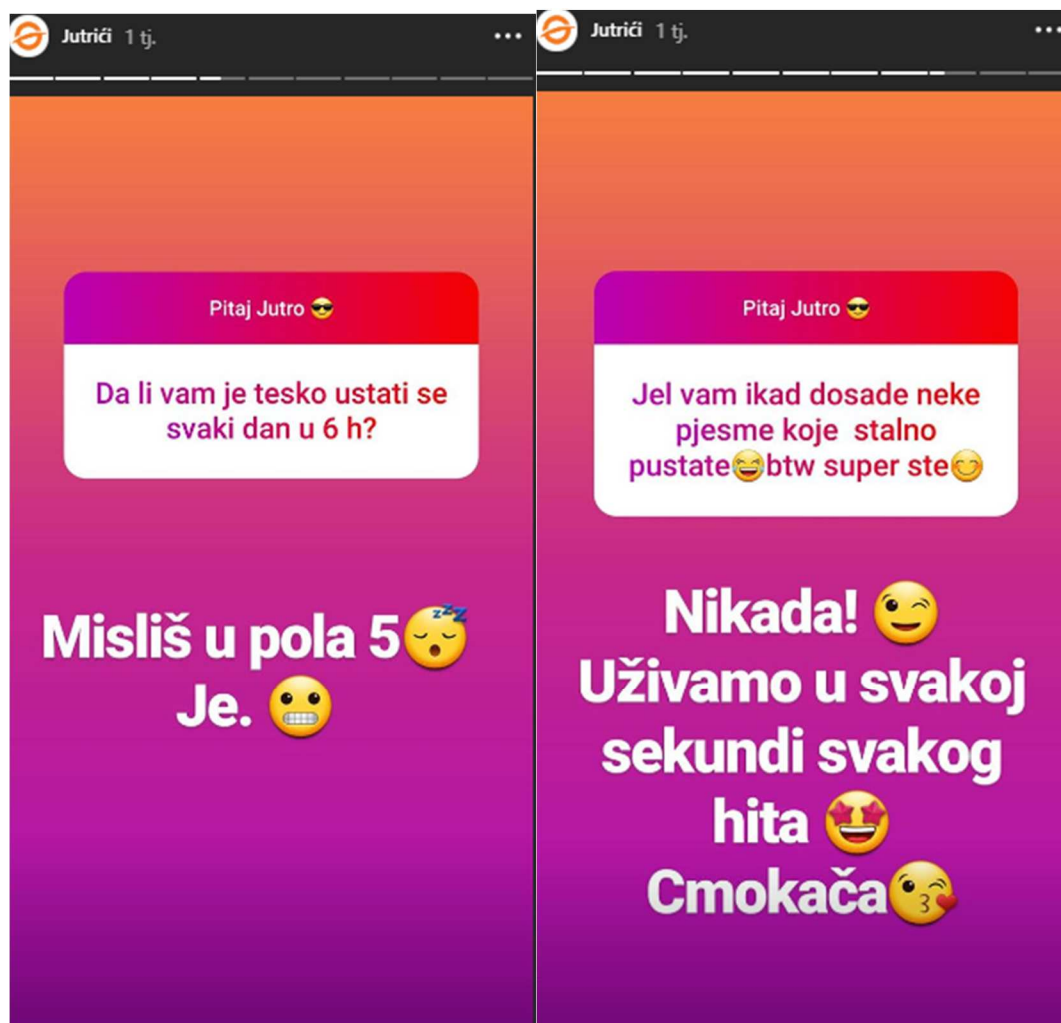 Jutrići 1 tj.
Pitaj Jutro 😎
Da li vam je tesko ustati se
svaki dan u 6 h?
Misliš u pola 5😴
Je. 😬
Jutrići 1 tj.
Pitaj Jutro 😎
Jel vam ikad dosade neke
pjesme koje stalno
pustate😂btw super ste😊
Nikada! 😉
Uživamo u svakoj
sekundi svakog
hita 🤩
Cmokača😘